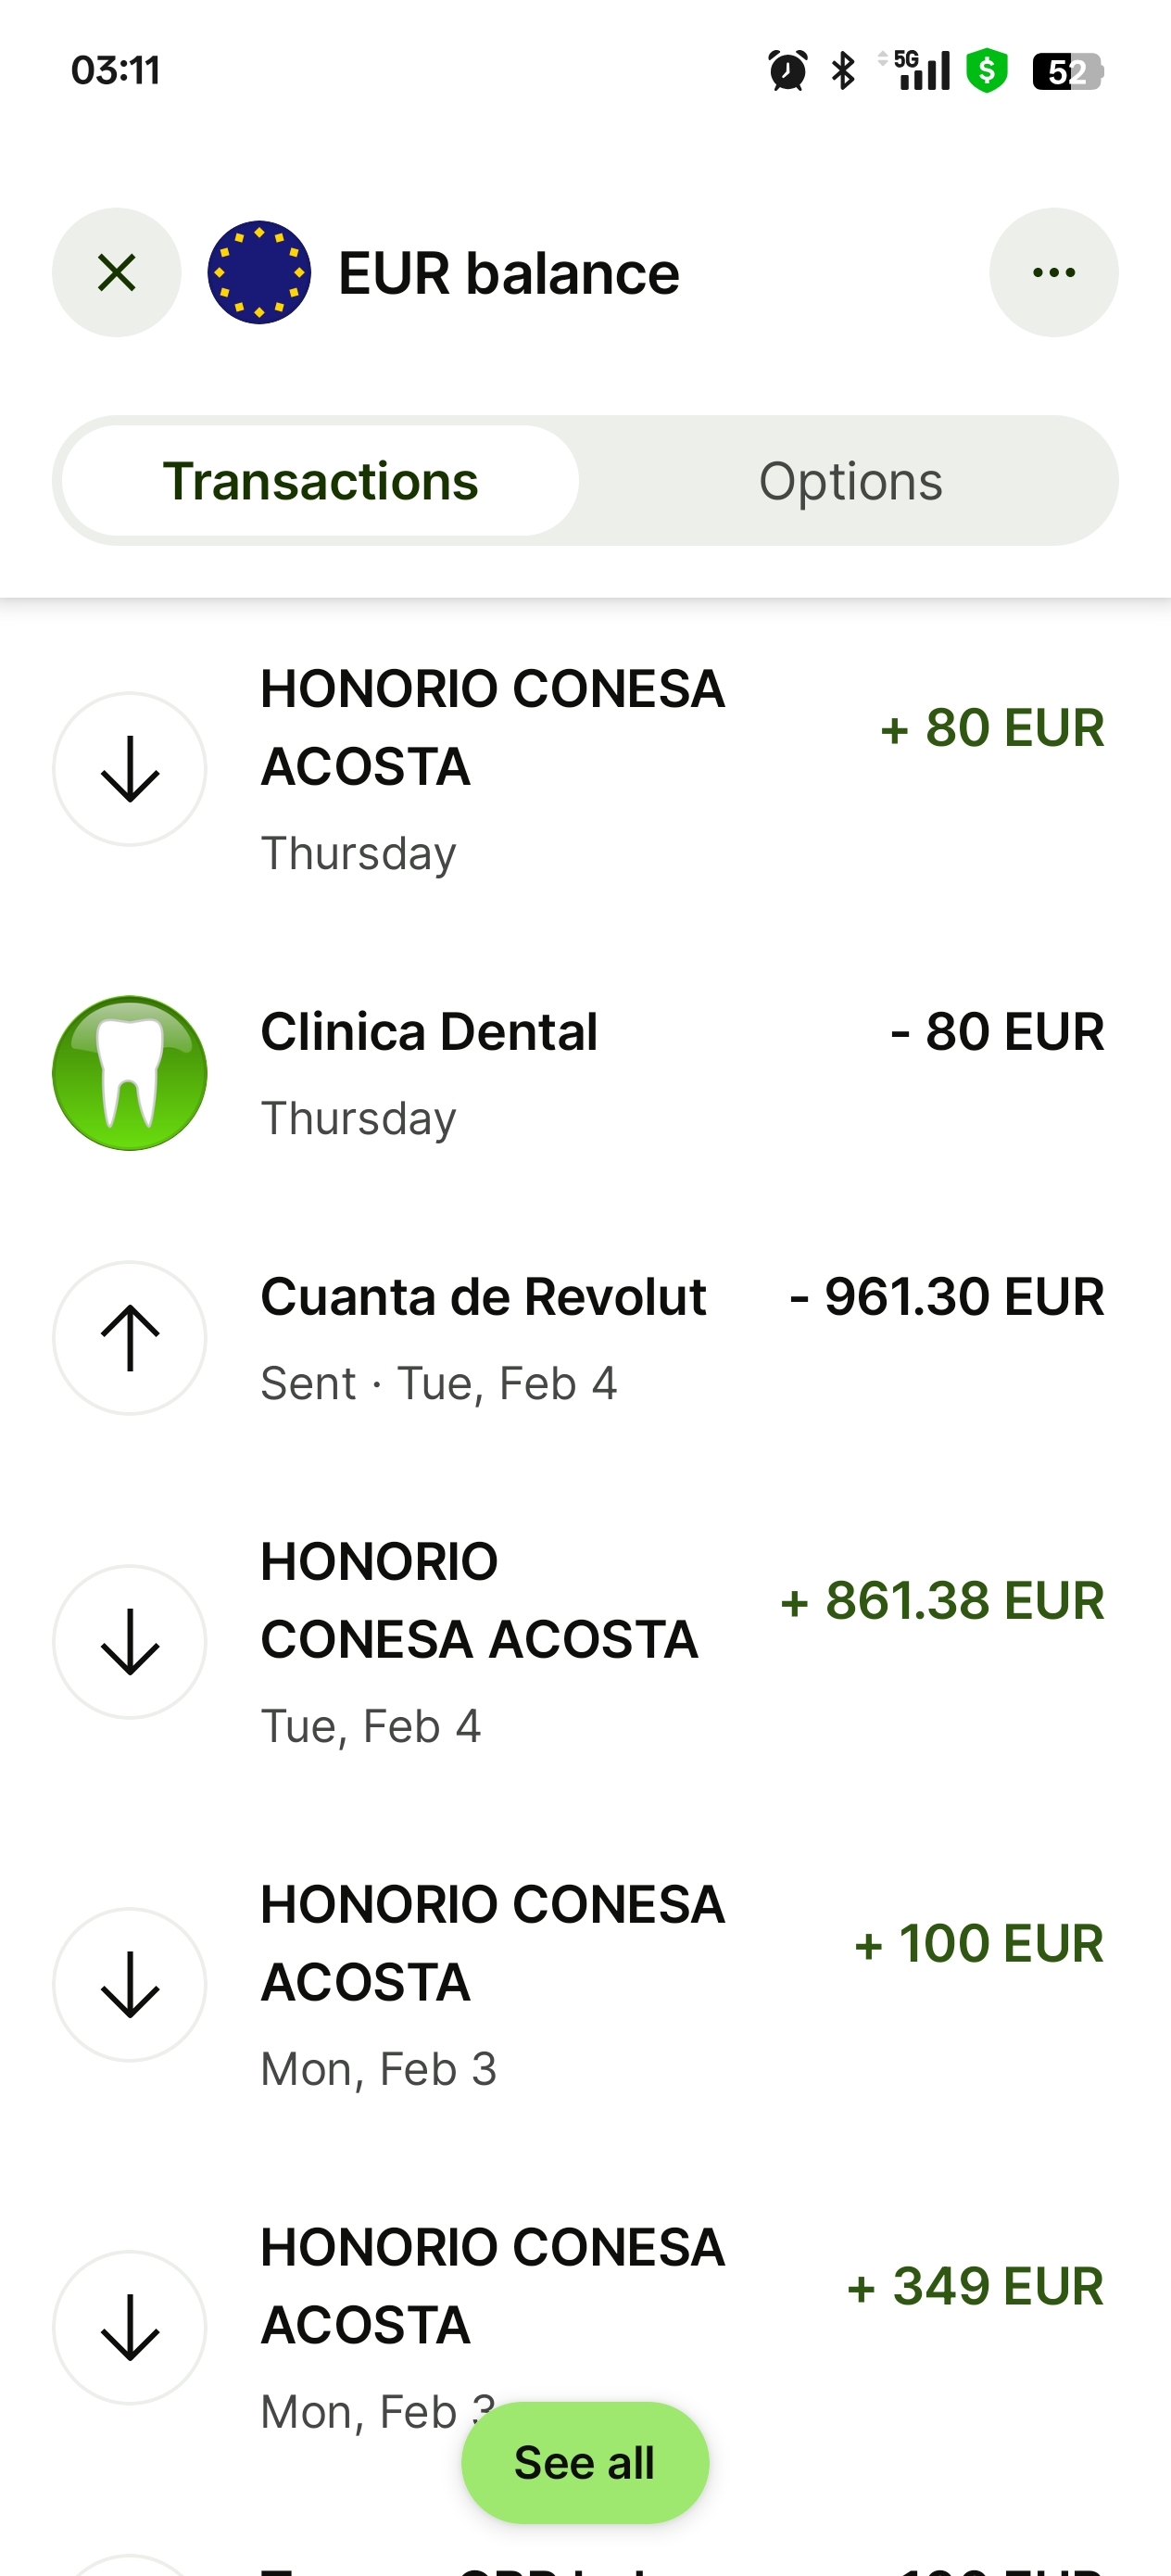 03:11
5G
52
EUR balance
Transactions
Options
HONORIO CONESA
ACOSTA
+ 80 EUR
Thursday
Clinica Dental
- 80 EUR
Thursday
Cuanta de Revolut
- 961.30 EUR
Sent · Tue, Feb 4
HONORIO
CONESA ACOSTA
+ 861.38 EUR
Tue, Feb 4
HONORIO CONESA
ACOSTA
+ 100 EUR
Mon, Feb 3
HONORIO CONESA
ACOSTA
+ 349 EUR
Mon, Feb 3
See all